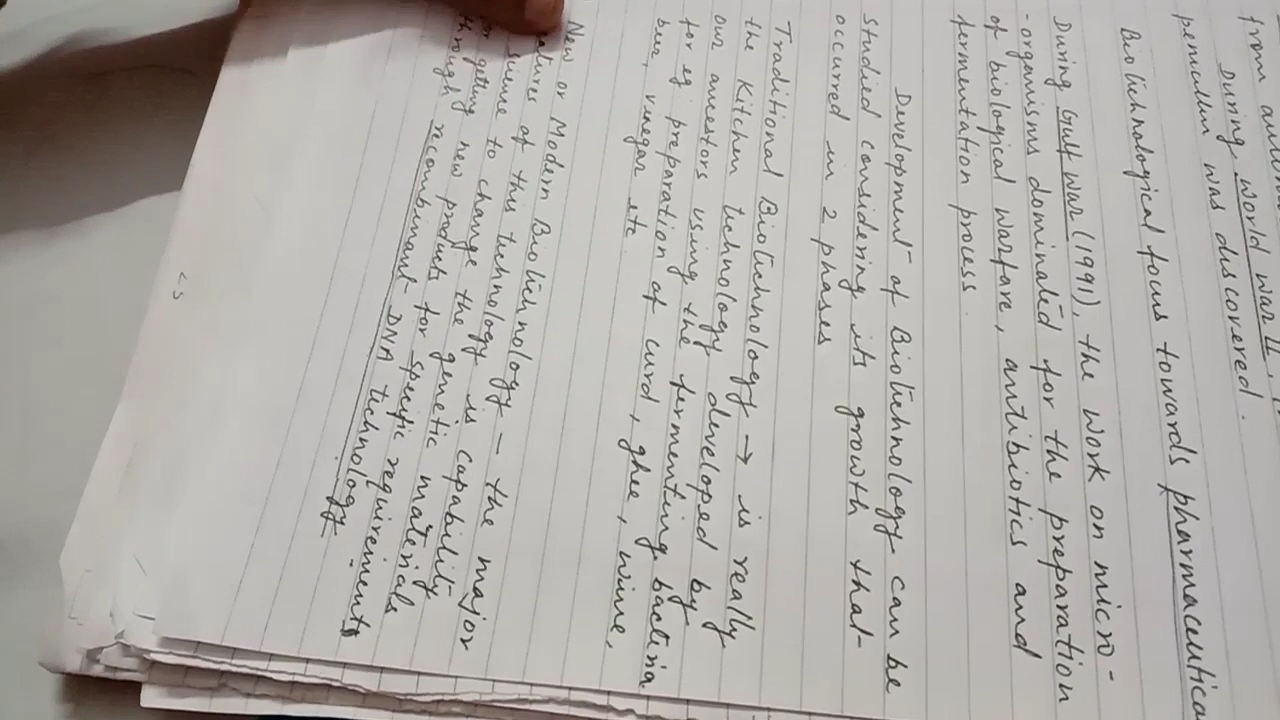 During World War II,
penicillin was discovered.
Biotechnological focus towards pharmaceutica
During Gulf War (1991), the work on micro-
-organisms dominated for the preparation
of biological warfare, antibiotics and
fermentation process.
Development of Biotechnology can be
studied considering its growth that
occurred in 2 phases
Traditional Biotechnology → is really
the Kitchen technology developed by
our ancestors using the fermenting bacteria
for eg preparation of curd, ghee, wine,
beer, vinegar etc
New or Modern Biotechnology – the major
features of this technology is capability
to change the genetic materials
for getting new products for specific requirements
through recombinant DNA technology.